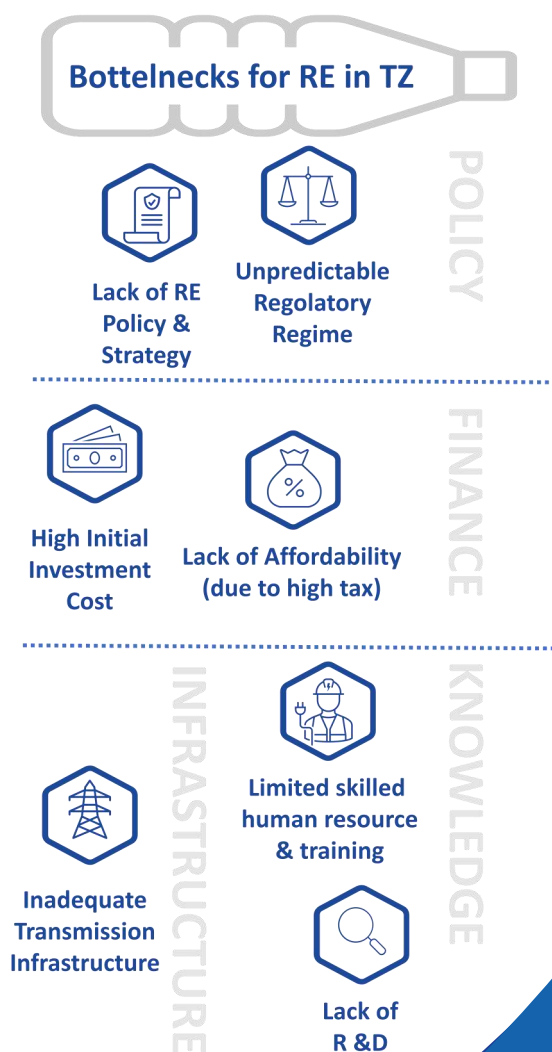 Bottelnecks for RE in TZ
POLICY
Lack of RE
Policy &
Strategy
Unpredictable
Regolatory
Regime
FINANCE
High Initial
Investment
Cost
Lack of Affordability
(due to high tax)
INFRASTRUCTURE
Inadequate
Transmission
Infrastructure
KNOWLEDGE
Limited skilled
human resource
& training
Lack of
R &D